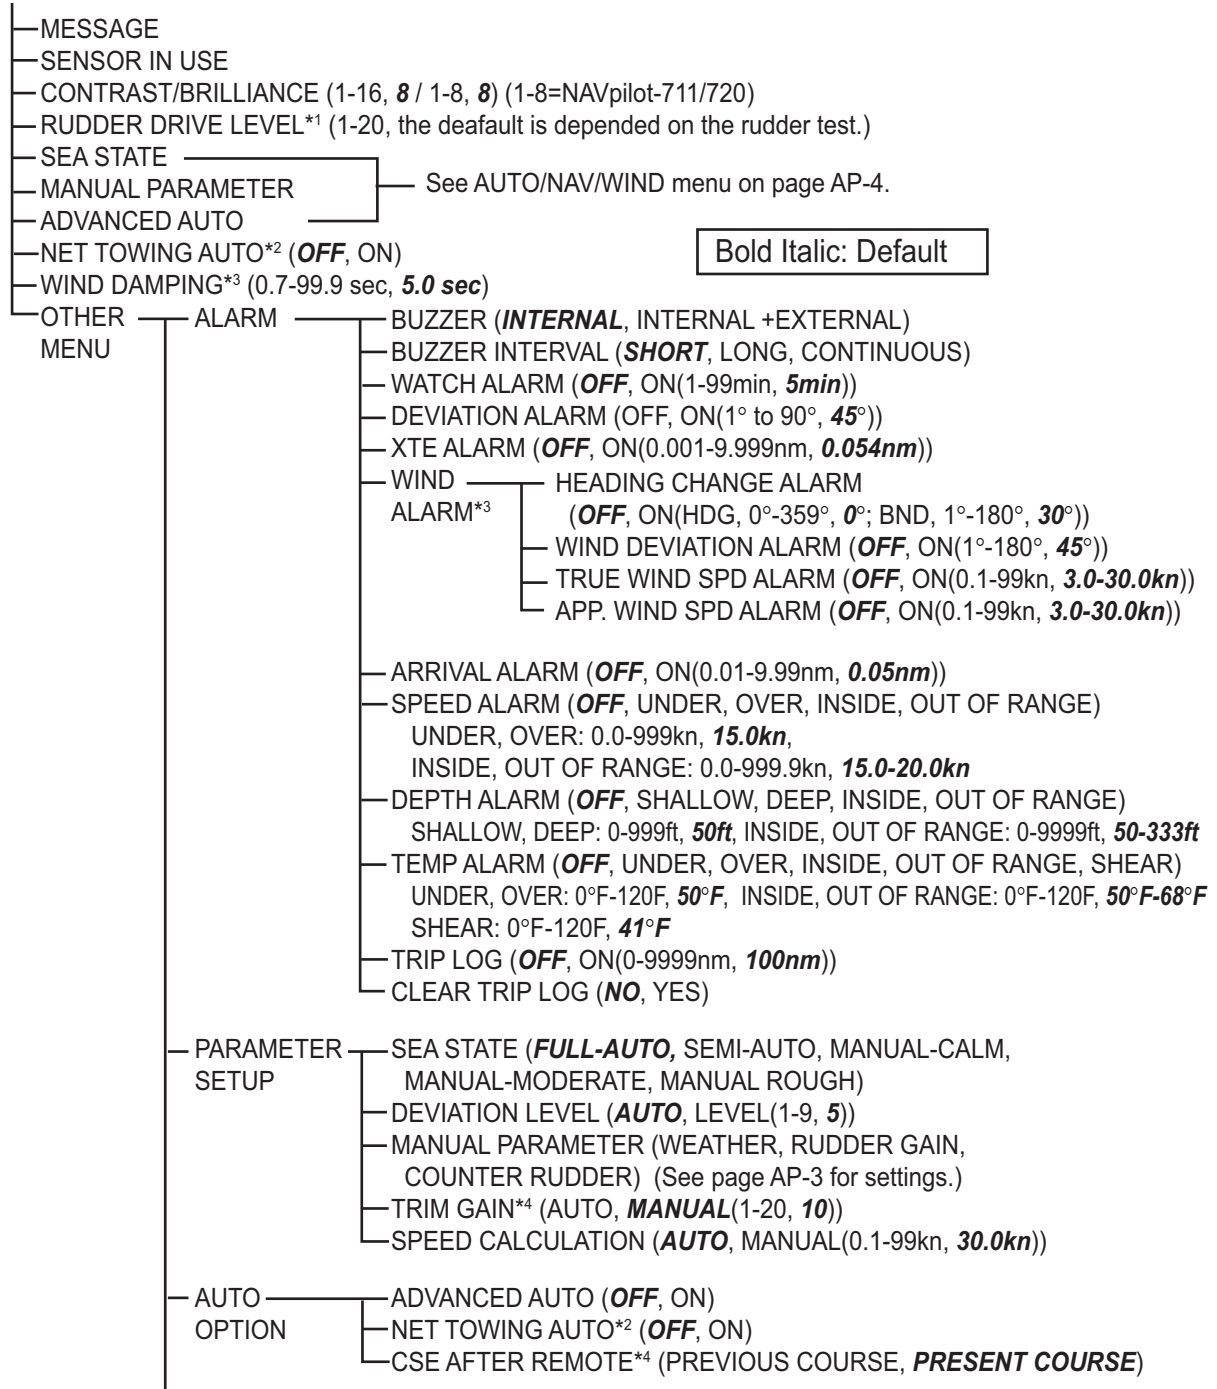 MESSAGE
SENSOR IN USE
CONTRAST/BRILLIANCE (1-16, 8 / 1-8, 8) (1-8=NAVpilot-711/720)
RUDDER DRIVE LEVEL*1 (1-20, the deafault is depended on the rudder test.)
SEA STATE
MANUAL PARAMETER
See AUTO/NAV/WIND menu on page AP-4.
ADVANCED AUTO
NET TOWING AUTO*2 (OFF, ON)
Bold Italic: Default
WIND DAMPING*3 (0.7-99.9 sec, 5.0 sec)
OTHER
MENU
ALARM
BUZZER (INTERNAL, INTERNAL +EXTERNAL)
BUZZER INTERVAL (SHORT, LONG, CONTINUOUS)
WATCH ALARM (OFF, ON(1-99min, 5min))
DEVIATION ALARM (OFF, ON(1° to 90°, 45°))
XTE ALARM (OFF, ON(0.001-9.999nm, 0.054nm))
WIND
ALARM*3
HEADING CHANGE ALARM
(OFF, ON(HDG, 0°-359°, 0°; BND, 1°-180°, 30°))
WIND DEVIATION ALARM (OFF, ON(1°-180°, 45°))
TRUE WIND SPD ALARM (OFF, ON(0.1-99kn, 3.0-30.0kn))
APP. WIND SPD ALARM (OFF, ON(0.1-99kn, 3.0-30.0kn))
ARRIVAL ALARM (OFF, ON(0.01-9.99nm, 0.05nm))
SPEED ALARM (OFF, UNDER, OVER, INSIDE, OUT OF RANGE)
UNDER, OVER: 0.0-999kn, 15.0kn,
INSIDE, OUT OF RANGE: 0.0-999.9kn, 15.0-20.0kn
DEPTH ALARM (OFF, SHALLOW, DEEP, INSIDE, OUT OF RANGE)
SHALLOW, DEEP: 0-999ft, 50ft, INSIDE, OUT OF RANGE: 0-9999ft, 50-333ft
TEMP ALARM (OFF, UNDER, OVER, INSIDE, OUT OF RANGE, SHEAR)
UNDER, OVER: 0°F-120F, 50°F, INSIDE, OUT OF RANGE: 0°F-120F, 50°F-68°F
SHEAR: 0°F-120F, 41°F
TRIP LOG (OFF, ON(0-9999nm, 100nm))
CLEAR TRIP LOG (NO, YES)
PARAMETER
SETUP
SEA STATE (FULL-AUTO, SEMI-AUTO, MANUAL-CALM,
MANUAL-MODERATE, MANUAL ROUGH)
DEVIATION LEVEL (AUTO, LEVEL(1-9, 5))
MANUAL PARAMETER (WEATHER, RUDDER GAIN,
COUNTER RUDDER) (See page AP-3 for settings.)
TRIM GAIN*4 (AUTO, MANUAL(1-20, 10))
SPEED CALCULATION (AUTO, MANUAL(0.1-99kn, 30.0kn))
AUTO
OPTION
ADVANCED AUTO (OFF, ON)
NET TOWING AUTO*2 (OFF, ON)
CSE AFTER REMOTE*4 (PREVIOUS COURSE, PRESENT COURSE)